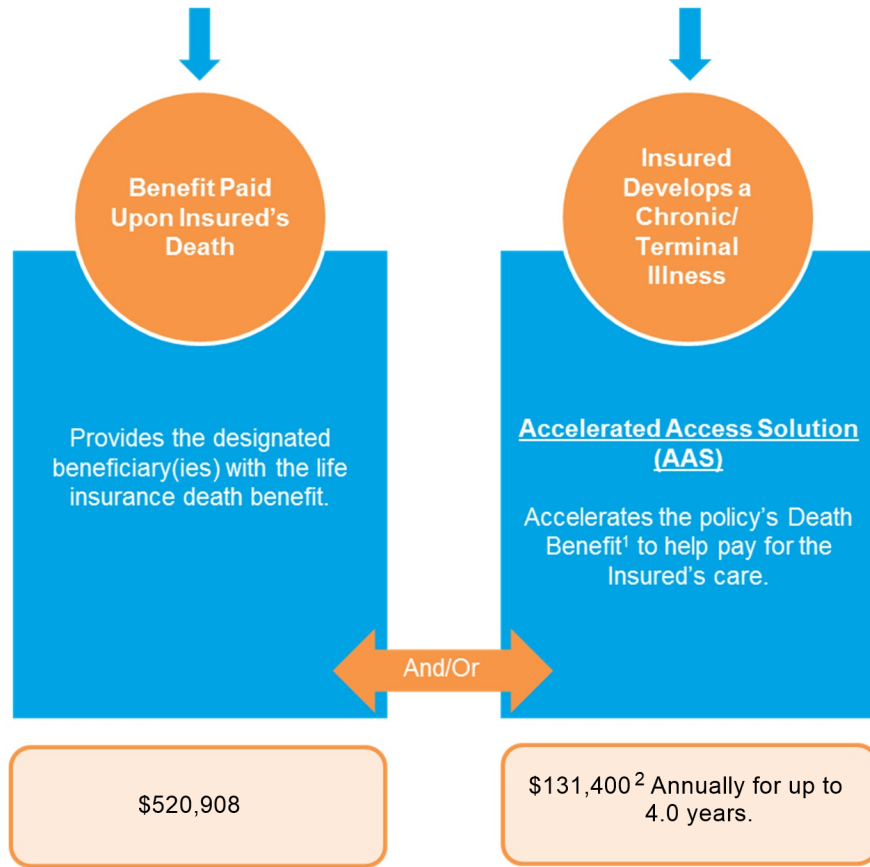 Benefit Paid
Upon Insured’s
Death
Provides the designated
beneficiary(ies) with the life
insurance death benefit.
Insured
Develops a
Chronic/
Terminal
Illness
Accelerated Access Solution
(AAS)
Accelerates the policy’s Death
Benefit¹ to help pay for the
Insured’s care.
And/Or
$520,908
$131,400² Annually for up to
4.0 years.